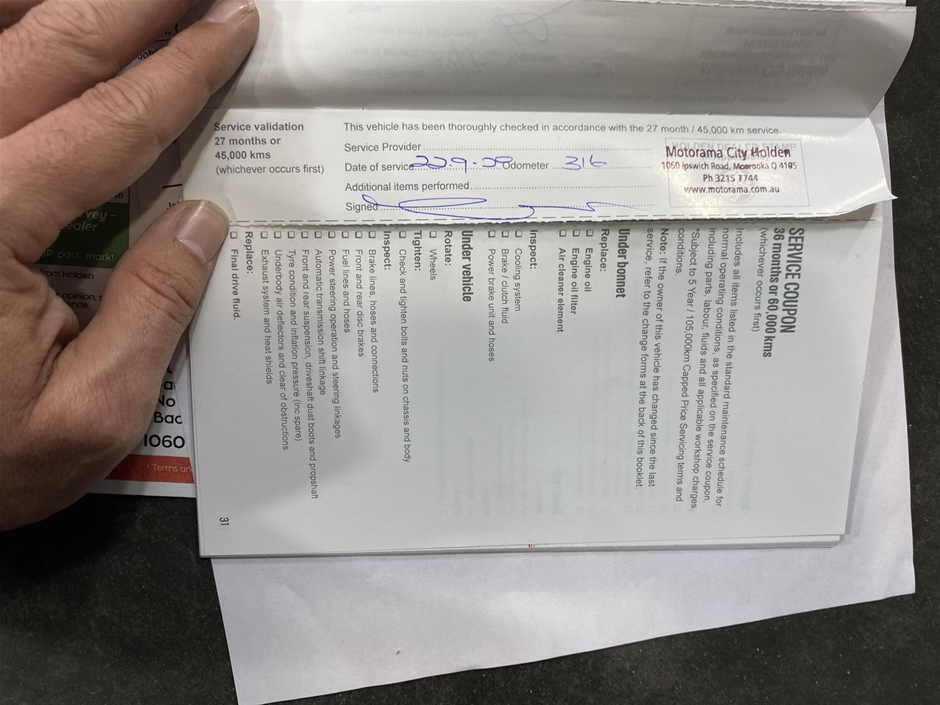 Service validation
27 months or
45,000 kms
(whichever occurs first)
This vehicle has been thoroughly checked in accordance with the 27 month / 45,000 km service.
Service Provider
Date of service Odometer 316
Additional items performed
Signed
Motorama City Holden
1060 Ipswich Road, Moorooka Q 4105
Ph 3215 7744
www.motorama.com.au
SERVICE COUPON
36 months or 60 000 kms
(whichever occurs first)
Includes all items listed in the standard maintenance schedule for
normal operating conditions, as specified on the service coupon,
including parts, labour, fluids and all applicable workshop charges.
*Subject to 5 Year / 105,000km Capped Price Servicing terms and
conditions.
Note: If the owner of this vehicle has changed since the last
service, refer to the change forms at the back of this booklet.
Under bonnet
Replace:
Engine oil
Engine oil filter
Air cleaner element
Inspect:
Cooling system
Brake / clutch fluid
Power brake unit and hoses
Under vehicle
Rotate:
Wheels
Tighten:
Check and tighten bolts and nuts on chassis and body
Inspect:
Brake lines, hoses and connections
Front and rear disc brakes
Fuel lines and hoses
Power steering operation and steering linkages
Automatic transmission shift linkage
Front and rear suspension, driveshaft dust boots and propshaft
Tyre condition and inflation pressure (inc spare)
Underbody air deflectors and clear of obstructions
Exhaust system and heat shields
Replace:
Final drive fluid.
31
vey -
ealer
pass mark!
from Holden
No
Bac
1060
* Terms an